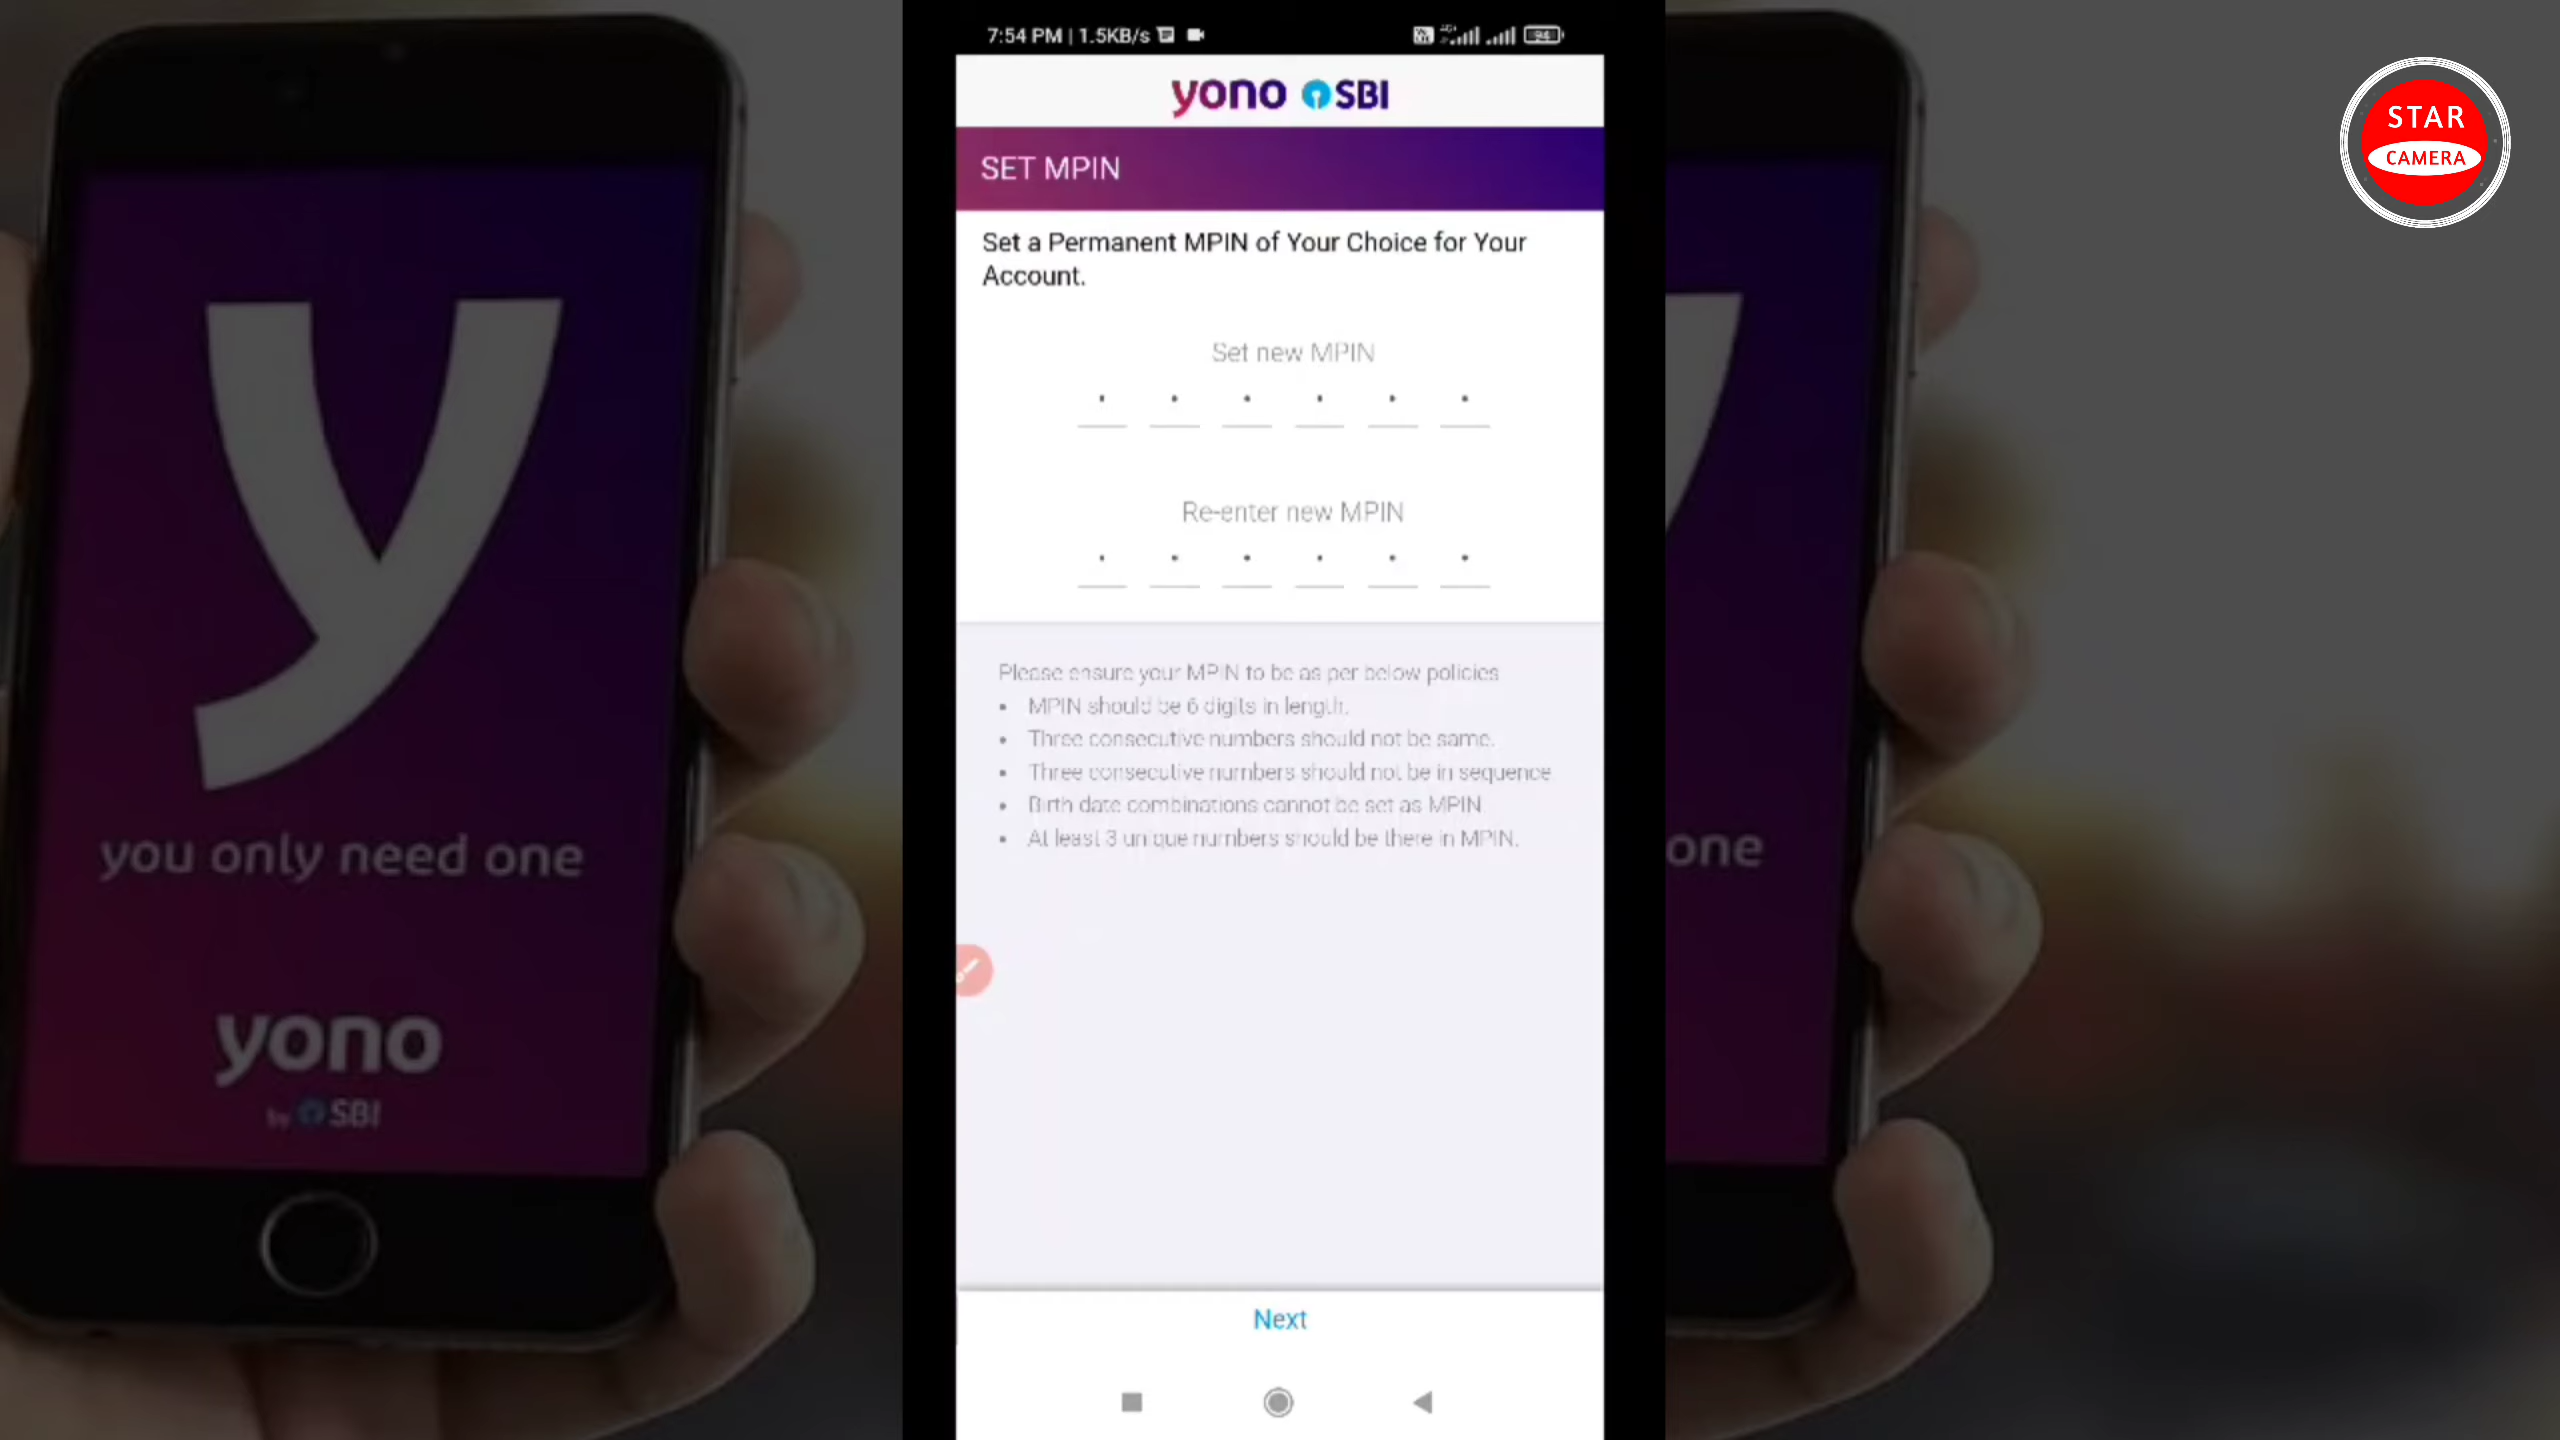 7:54 PM | 1.5KB/s
94
yono SBI
SET MPIN
Set a Permanent MPIN of Your Choice for Your
Account.
Set new MPIN
Re-enter new MPIN
Please ensure your MPIN to be as per below policies
• MPIN should be 6 digits in length.
• Three consecutive numbers should not be same.
• Three consecutive numbers should not be in sequence
• Birth date combinations cannot be set as MPIN
• At least 3 unique numbers should be there in MPIN.
Next
you only need one
yono
by SBI
one
STAR
CAMERA